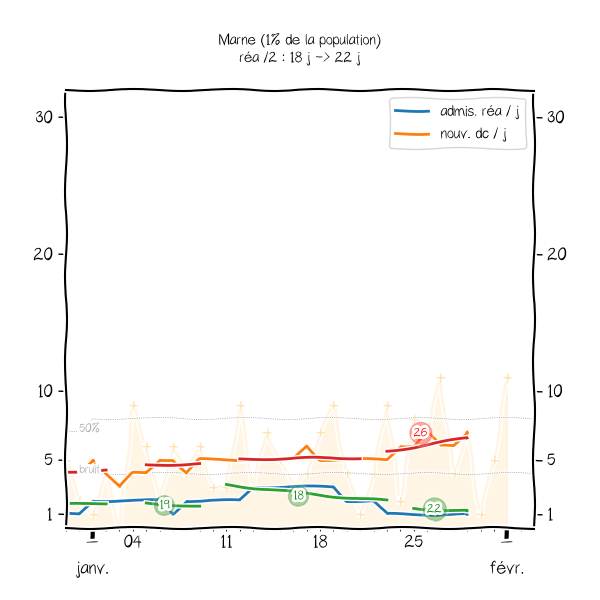 Marne (1% de la population)
réa /2 : 18 j -> 22 j
admis. réa / j
nouv. dc / j
30
30
20
20
10
10
50%
26
5
5
bruit
19
18
22
1
1
04
11
18
25
janv.
févr.